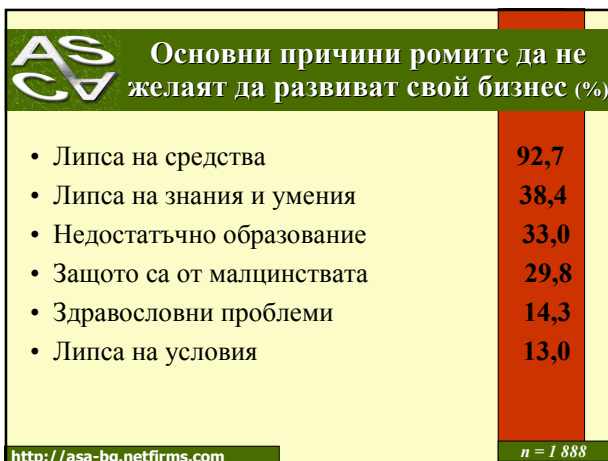 ASCA
Основни причини ромите да не
желаят да развиват свой бизнес (%)
• Липса на средства 92,7
• Липса на знания и умения 38,4
• Недостатъчно образование 33,0
• Защото са от малцинствата 29,8
• Здравословни проблеми 14,3
• Липса на условия 13,0
http://asa-bg.netfirms.com n = 1 888